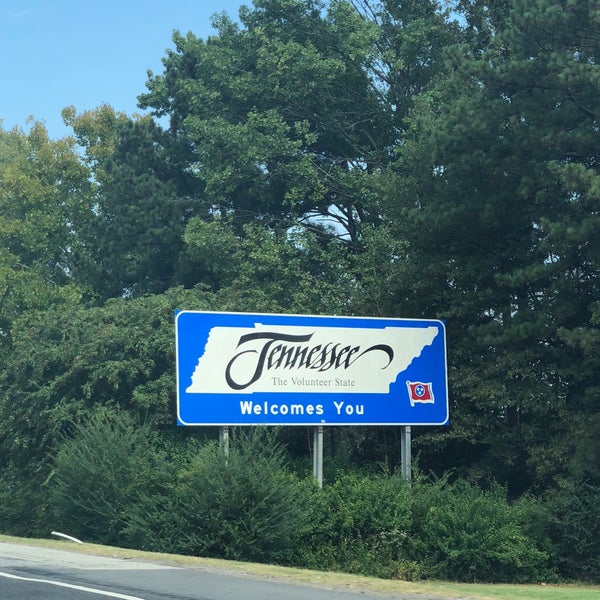 Tennessee
The Volunteer State
Welcomes You